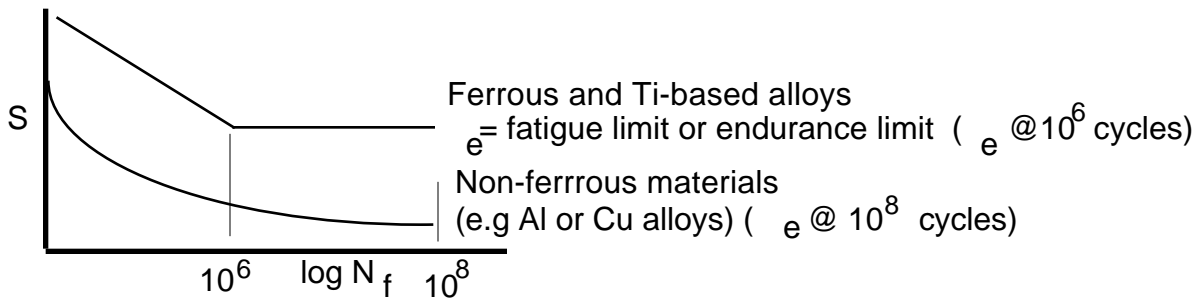 S
Ferrous and Ti-based alloys
e= fatigue limit or endurance limit ( e @10^6 cycles)
Non-ferrrous materials
(e.g Al or Cu alloys) ( e @ 10^8 cycles)
10^6 log N_f 10^8